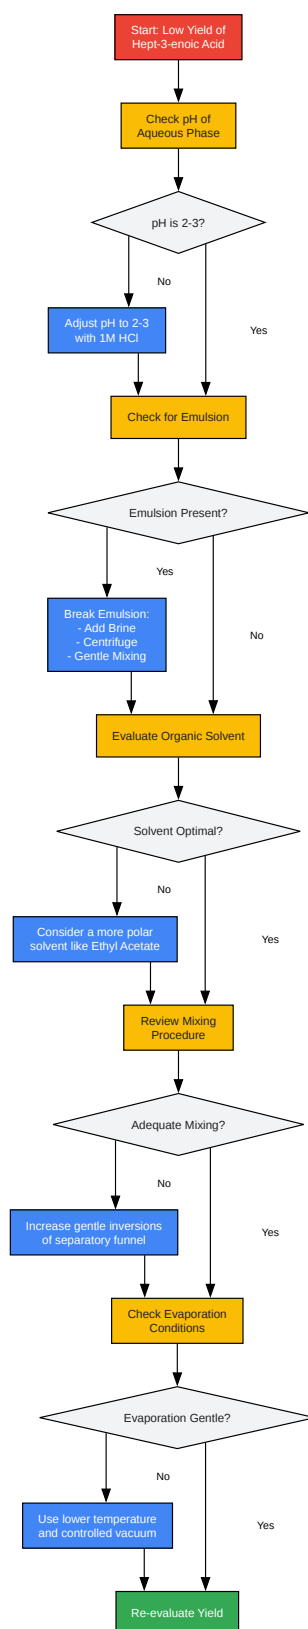 Start: Low Yield of
Hept-3-enoic Acid
Check pH of
Aqueous Phase
pH is 2-3?
No
Adjust pH to 2-3
with 1M HCl
Yes
Check for Emulsion
Emulsion Present?
Yes
Break Emulsion:
- Add Brine
- Centrifuge
- Gentle Mixing
No
Evaluate Organic Solvent
Solvent Optimal?
No
Consider a more polar
solvent like Ethyl Acetate
Yes
Review Mixing
Procedure
Adequate Mixing?
No
Increase gentle inversions
of separatory funnel
Yes
Check Evaporation
Conditions
Evaporation Gentle?
No
Use lower temperature
and controlled vacuum
Yes
Re-evaluate Yield